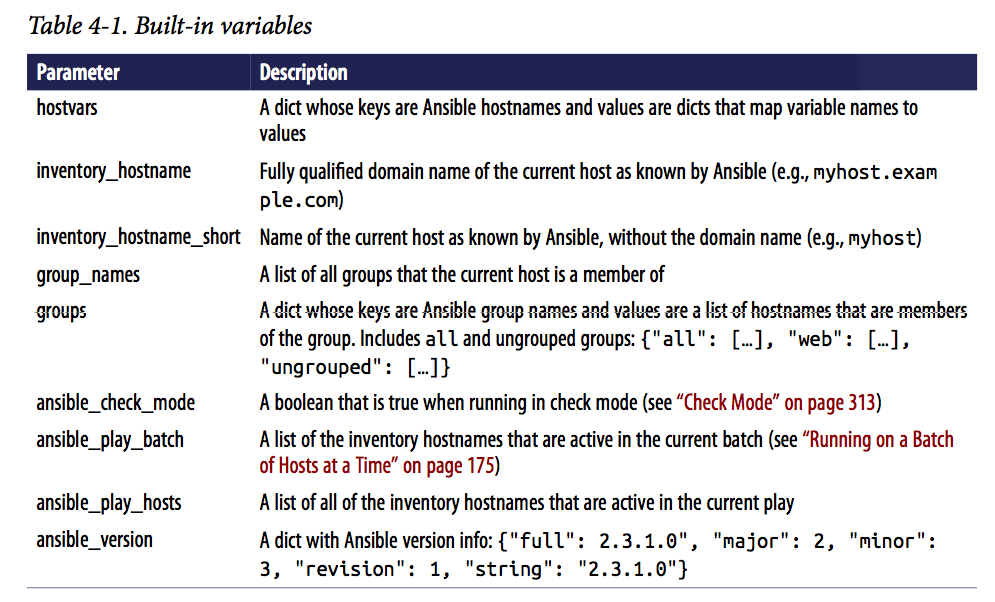 Table 4-1. Built-in variables
Parameter Description
hostvars A dict whose keys are Ansible hostnames and values are dicts that map variable names to
values
inventory_hostname Fully qualified domain name of the current host as known by Ansible (e.g., myhost.exam
ple.com)
inventory_hostname_short Name of the current host as known by Ansible, without the domain name (e.g., myhost)
group_names A list of all groups that the current host is a member of
groups A dict whose keys are Ansible group names and values are a list of hostnames that are members
of the group. Includes all and ungrouped groups: {"all": […], "web": […],
"ungrouped": […]}
ansible_check_mode A boolean that is true when running in check mode (see “Check Mode” on page 313)
ansible_play_batch A list of the inventory hostnames that are active in the current batch (see “Running on a Batch
of Hosts at a Time” on page 175)
ansible_play_hosts A list of all of the inventory hostnames that are active in the current play
ansible_version A dict with Ansible version info: {"full": 2.3.1.0", "major": 2, "minor":
3, "revision": 1, "string": "2.3.1.0"}